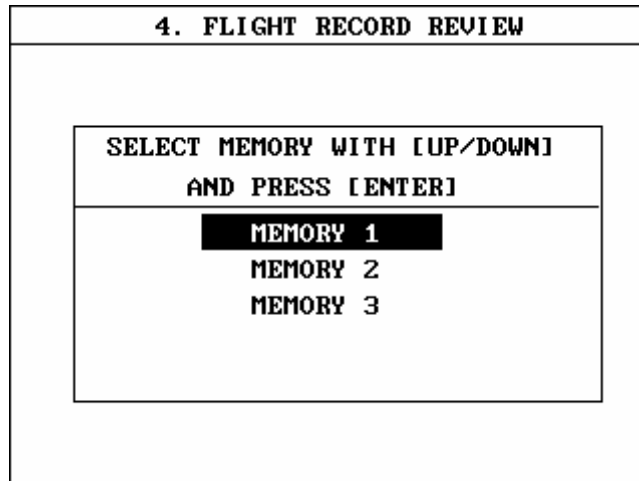 4. FLIGHT RECORD REVIEW
SELECT MEMORY WITH [UP/DOWN]
AND PRESS [ENTER]
MEMORY 1
MEMORY 2
MEMORY 3